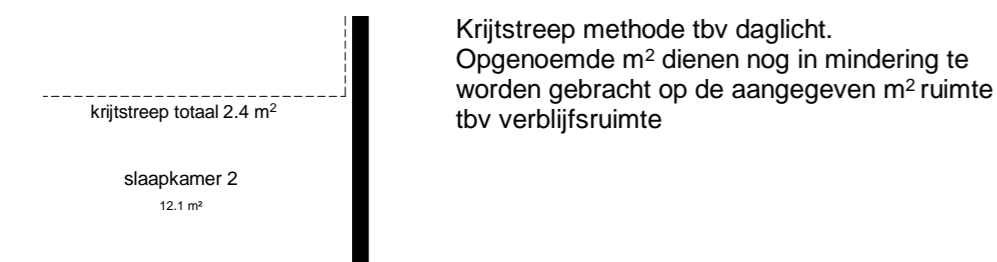 krijtstreep totaal 2.4 m²
slaapkamer 2
12.1 m²
Krijtstreep methode tbv daglicht.
Opgenoemde m² dienen nog in mindering te
worden gebracht op de aangegeven m² ruimte
tbv verblijfsruimte